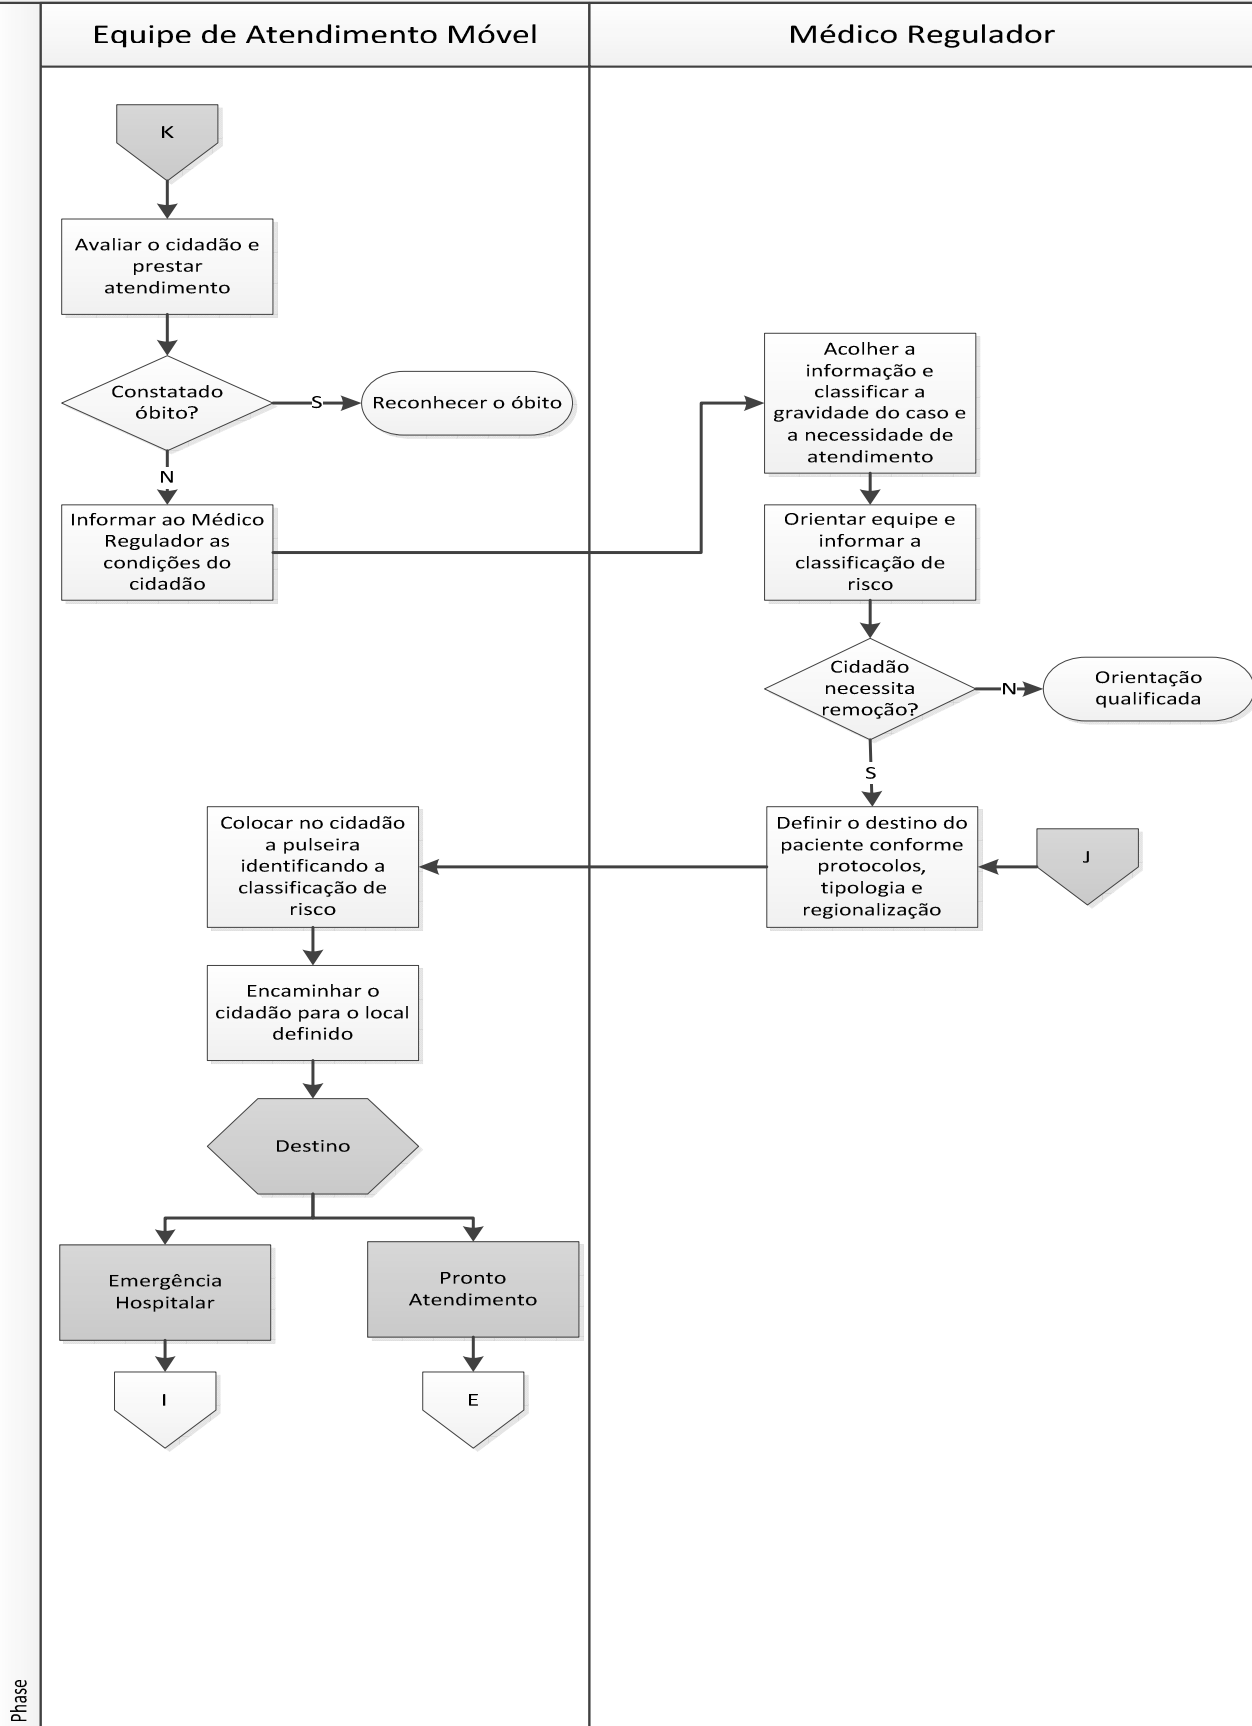 Equipe de Atendimento Móvel
Médico Regulador
K
Avaliar o cidadão e
prestar
atendimento
Constatado
óbito?
S
Reconhecer o óbito
N
Informar ao Médico
Regulador as
condições do
cidadão
Acolher a
informação e
classificar a
gravidade do caso e
a necessidade de
atendimento
Orientar equipe e
informar a
classificação de
risco
Cidadão
necessita
remoção?
N
Orientação
qualificada
S
Definir o destino do
paciente conforme
protocolos,
tipologia e
regionalização
J
Colocar no cidadão
a pulseira
identificando a
classificação de
risco
Encaminhar o
cidadão para o local
definido
Destino
Emergência
Hospitalar
Pronto
Atendimento
I
E
Phase